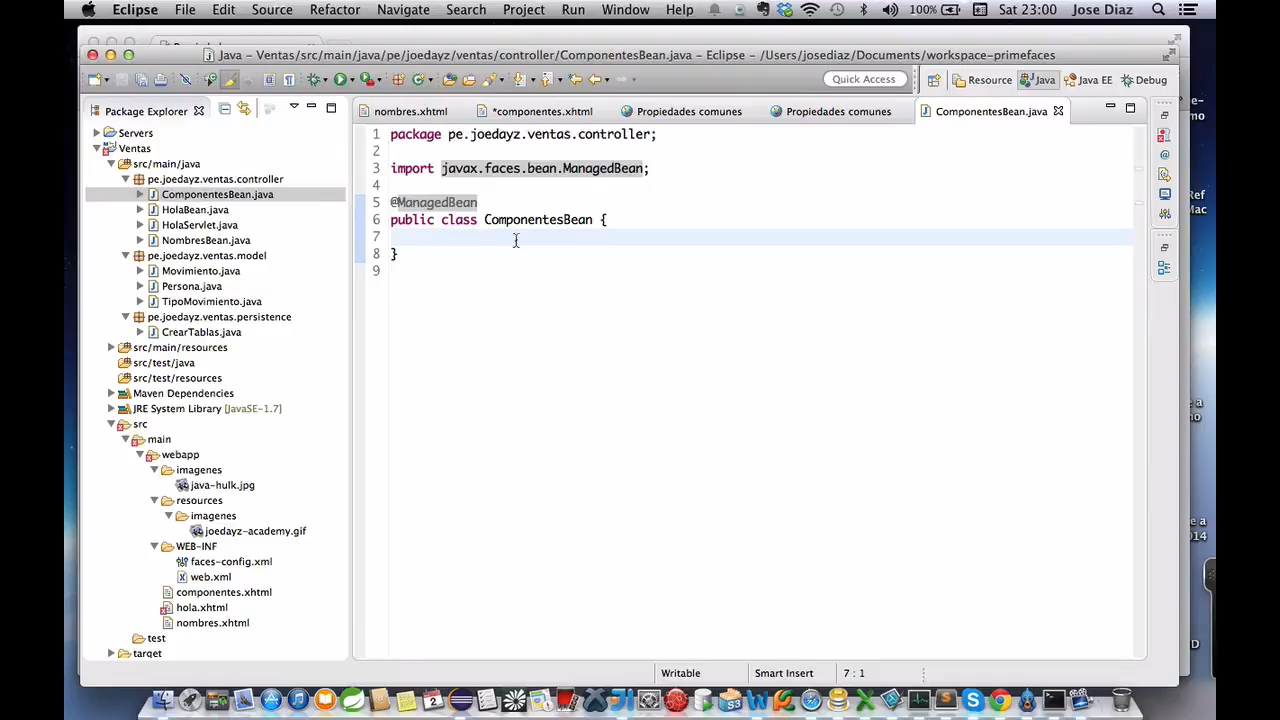 Eclipse File Edit Source Refactor Navigate Search Project Run Window Help 100% Sat 23:00 Jose Diaz
Java – Ventas/src/main/java/pe/joedayz/ventas/controller/ComponentesBean.java – Eclipse – /Users/josediaz/Documents/workspace-primefaces
Quick Access Resource Java Java EE Debug
Package Explorer
nombres.xhtml *componentes.xhtml Propiedades comunes Propiedades comunes ComponentesBean.java
Servers
Ventas
src/main/java
pe.joedayz.ventas.controller
ComponentesBean.java
HolaBean.java
HolaServlet.java
NombresBean.java
pe.joedayz.ventas.model
Movimiento.java
Persona.java
TipoMovimiento.java
pe.joedayz.ventas.persistence
CrearTablas.java
src/main/resources
src/test/java
src/test/resources
Maven Dependencies
JRE System Library [JavaSE-1.7]
src
main
webapp
imagenes
java-hulk.jpg
resources
imagenes
joedayz-academy.gif
WEB-INF
faces-config.xml
web.xml
componentes.xhtml
hola.xhtml
nombres.xhtml
test
target
1 package pe.joedayz.ventas.controller;
2
3 import javax.faces.bean.ManagedBean;
4
5 @ManagedBean
6 public class ComponentesBean {
7
8 }
9
Writable Smart Insert 7 : 1
Ref
Mac